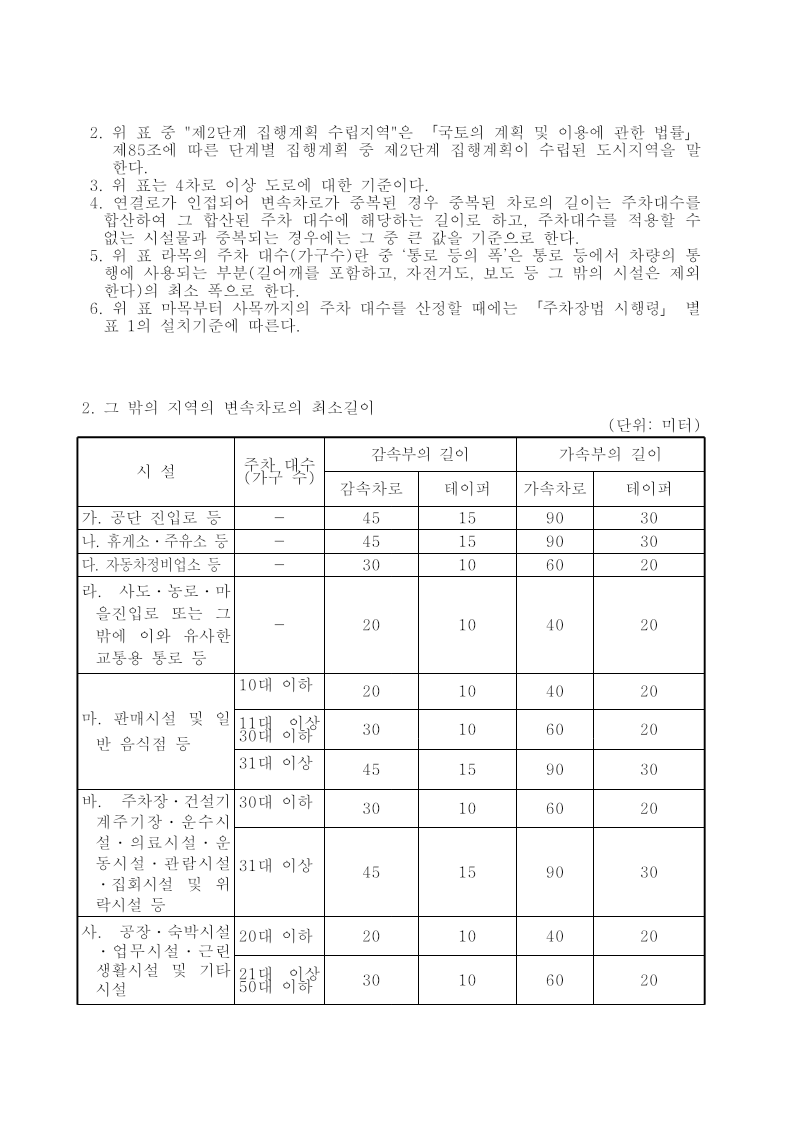 2. 위 표 중 "제2단계 집행계획 수립지역"은 「국토의 계획 및 이용에 관한 법률」
제85조에 따른 단계별 집행계획 중 제2단계 집행계획이 수립된 도시지역을 말
한다.
3. 위 표는 4차로 이상 도로에 대한 기준이다.
4. 연결로가 인접되어 변속차로가 중복된 경우 중복된 차로의 길이는 주차대수를
합산하여 그 합산된 주차 대수에 해당하는 길이로 하고, 주차대수를 적용할 수
없는 시설물과 중복되는 경우에는 그 중 큰 값을 기준으로 한다.
5. 위 표 라목의 주차 대수(가구수)란 중 ‘통로 등의 폭’은 통로 등에서 차량의 통
행에 사용되는 부분(길어깨를 포함하고, 자전거도, 보도 등 그 밖의 시설은 제외
한다)의 최소 폭으로 한다.
6. 위 표 마목부터 사목까지의 주차 대수를 산정할 때에는 「주차장법 시행령」 별
표 1의 설치기준에 따른다.
2. 그 밖의 지역의 변속차로의 최소길이
(단위: 미터)
시 설
주차 대수
(가구 수)
감속부의 길이
가속부의 길이
감속차로
테이퍼
가속차로
테이퍼
가. 공단 진입로 등 － 45 15 90 30
나. 휴게소·주유소 등 － 45 15 90 30
다. 자동차정비업소 등 － 30 10 60 20
라. 사도·농로·마
을진입로 또는 그
밖에 이와 유사한
교통용 통로 등
－ 20 10 40 20
마. 판매시설 및 일
반 음식점 등
10대 이하 20 10 40 20
11대 이상
30대 이하
30 10 60 20
31대 이상 45 15 90 30
바. 주차장·건설기
계주기장·운수시
설·의료시설·운
동시설·관람시설
·집회시설 및 위
락시설 등
30대 이하 30 10 60 20
31대 이상 45 15 90 30
사. 공장·숙박시설
·업무시설·근린
생활시설 및 기타
시설
20대 이하 20 10 40 20
21대 이상
50대 이하
30 10 60 20